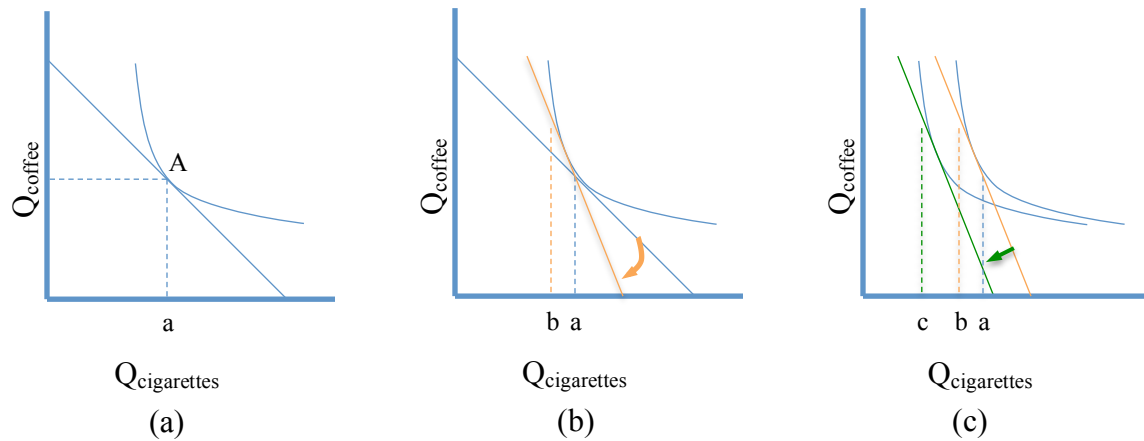 Qcoffee
A
a
Qcigarettes
(a)
Qcoffee
b a
Qcigarettes
(b)
Qcoffee
c b a
Qcigarettes
(c)